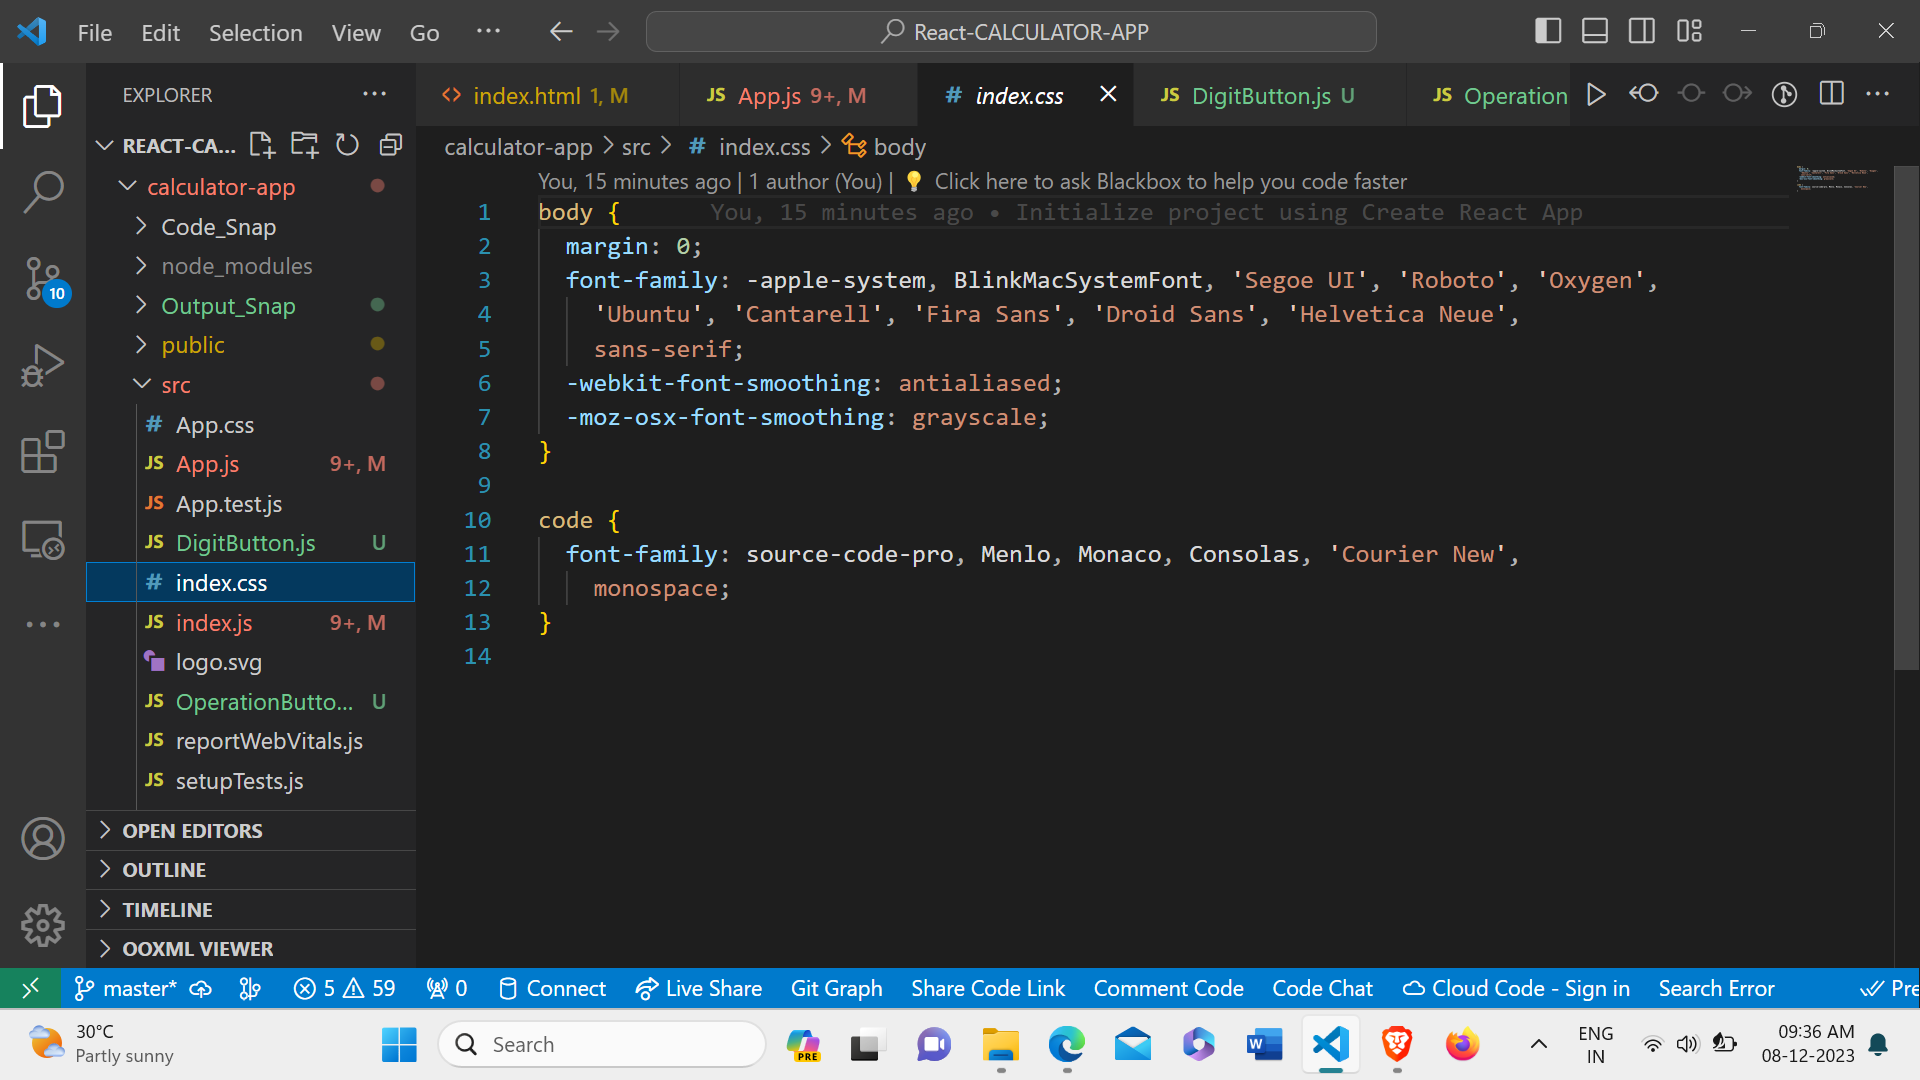 File Edit Selection View Go ··· React-CALCULATOR-APP
EXPLORER ···
index.html 1, M JS App.js 9+, M # index.css JS DigitButton.js U JS Operation
REACT-CA...
calculator-app > src > # index.css > body
calculator-app
Code_Snap
node_modules
Output_Snap
public
src
# App.css
JS App.js 9+, M
JS App.test.js
JS DigitButton.js U
# index.css
JS index.js 9+, M
logo.svg
JS OperationButto... U
JS reportWebVitals.js
JS setupTests.js
OPEN EDITORS
OUTLINE
TIMELINE
OOXML VIEWER
10
You, 15 minutes ago | 1 author (You) | 💡 Click here to ask Blackbox to help you code faster
1 body { You, 15 minutes ago • Initialize project using Create React App
2 margin: 0;
3 font-family: -apple-system, BlinkMacSystemFont, 'Segoe UI', 'Roboto', 'Oxygen',
4 'Ubuntu', 'Cantarell', 'Fira Sans', 'Droid Sans', 'Helvetica Neue',
5 sans-serif;
6 -webkit-font-smoothing: antialiased;
7 -moz-osx-font-smoothing: grayscale;
8 }
9
10 code {
11 font-family: source-code-pro, Menlo, Monaco, Consolas, 'Courier New',
12 monospace;
13 }
14
master* 5 59 0 Connect Live Share Git Graph Share Code Link Comment Code Code Chat Cloud Code - Sign in Search Error Pre
30°C
Partly sunny
Search
PRE
ENG
IN
09:36 AM
08-12-2023